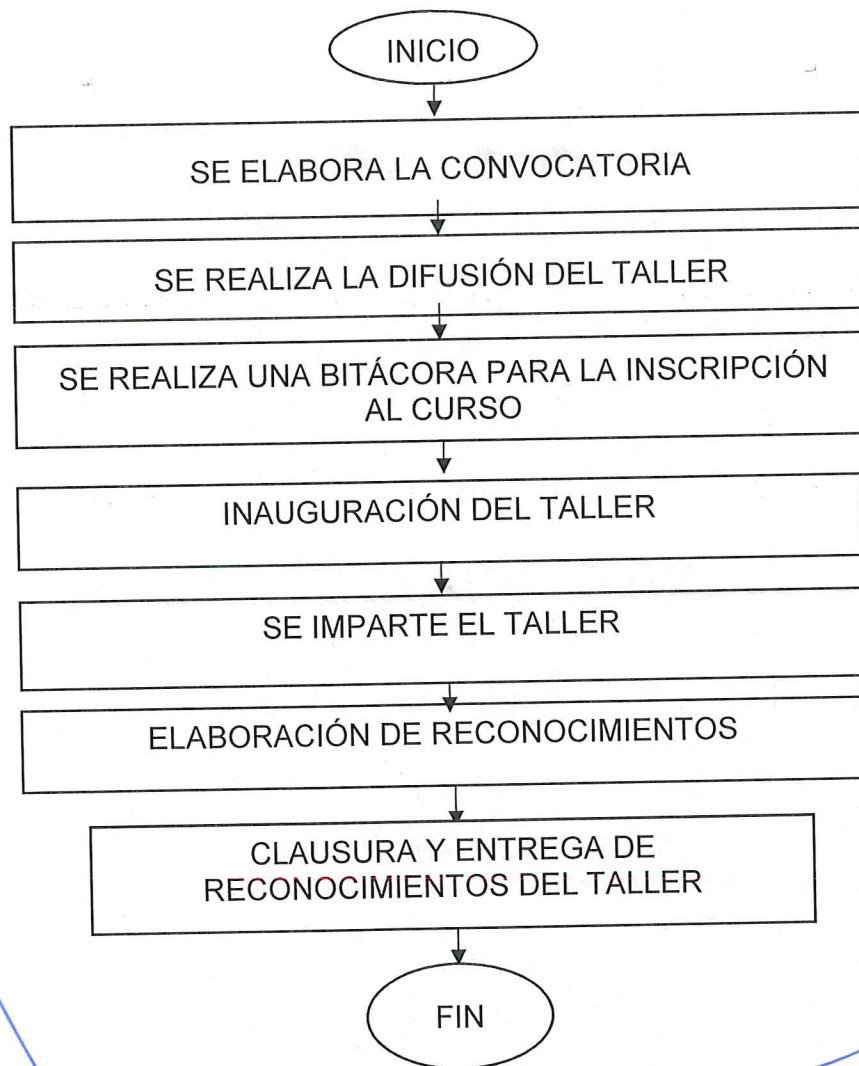 INICIO
SE ELABORA LA CONVOCATORIA
SE REALIZA LA DIFUSIÓN DEL TALLER
SE REALIZA UNA BITÁCORA PARA LA INSCRIPCIÓN
AL CURSO
INAUGURACIÓN DEL TALLER
SE IMPARTE EL TALLER
ELABORACIÓN DE RECONOCIMIENTOS
CLAUSURA Y ENTREGA DE
RECONOCIMIENTOS DEL TALLER
FIN